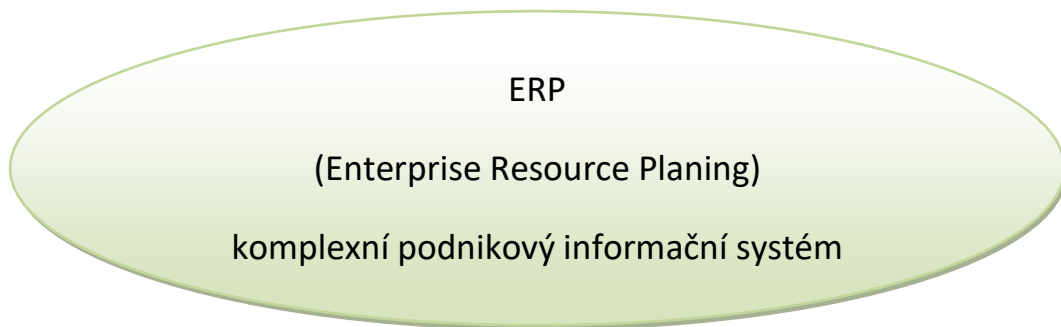 ERP
(Enterprise Resource Planing)
komplexní podnikový informační systém